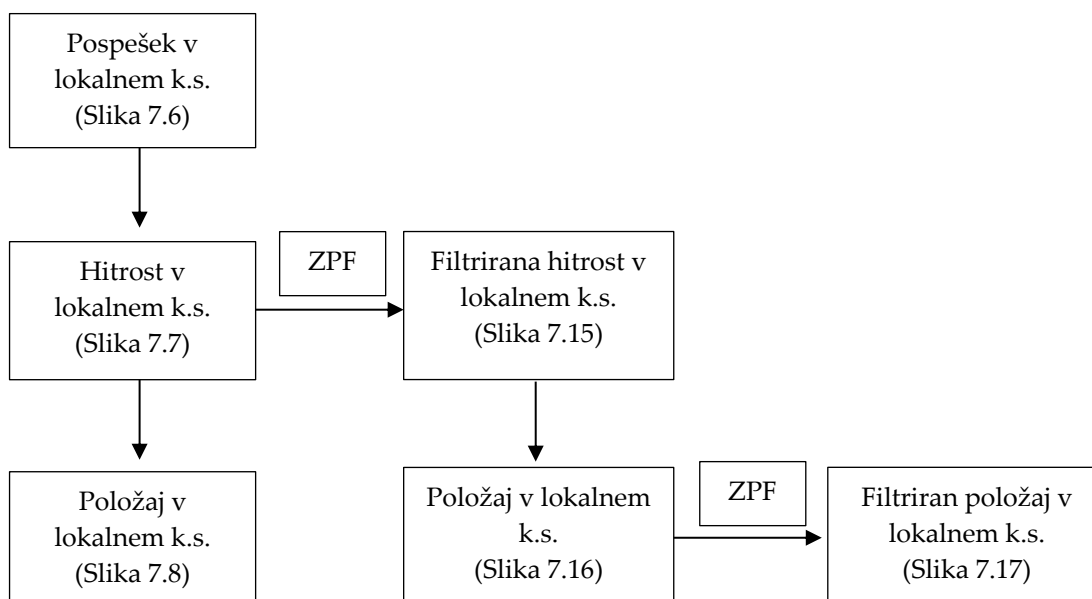 Pospešek v
lokalnem k.s.
(Slika 7.6)
Hitrost v
lokalnem k.s.
(Slika 7.7)
ZPF
Filtrirana hitrost v
lokalnem k.s.
(Slika 7.15)
Položaj v
lokalnem k.s.
(Slika 7.8)
Položaj v lokalnem
k.s.
(Slika 7.16)
ZPF
Filtriran položaj v
lokalnem k.s.
(Slika 7.17)